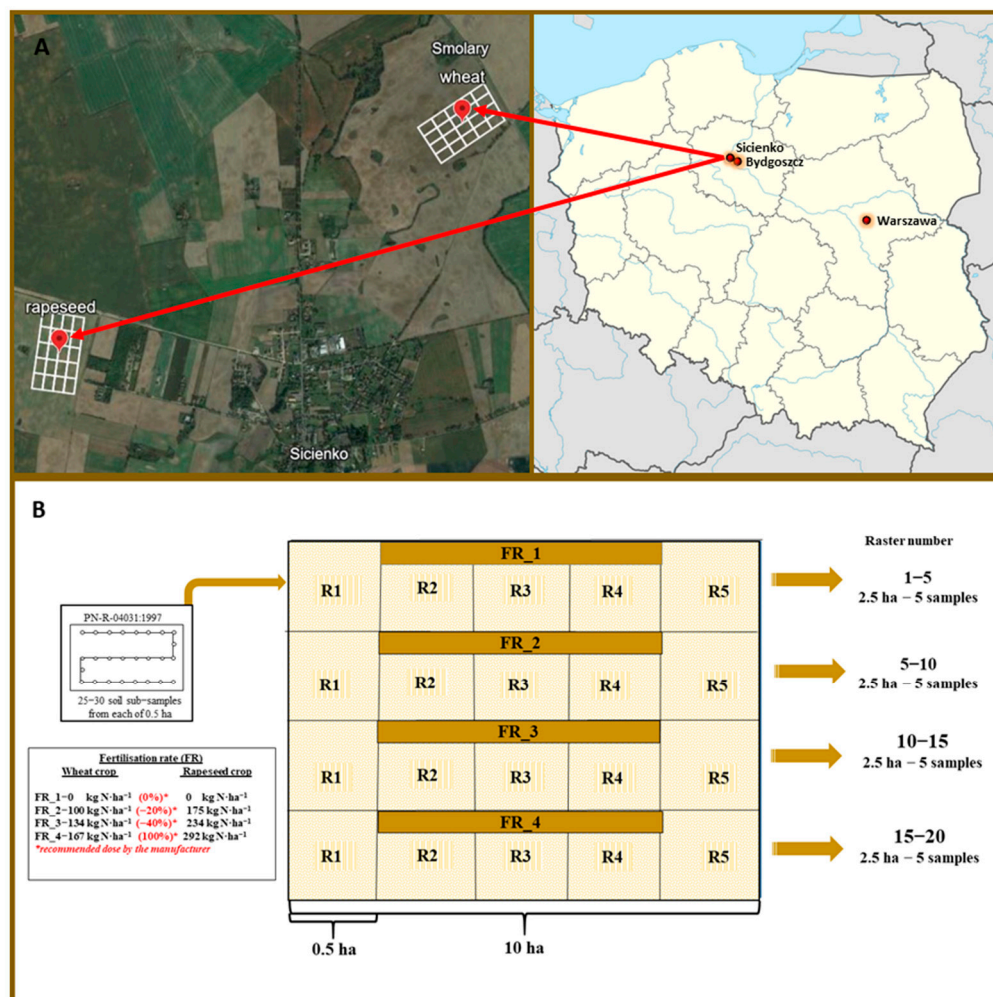 A
Smolary
wheat
rapeseed
Sicienko
Sicienko
Bydgoszcz
Warszawa
B
PN-R-04031:1997
25−30 soil sub-samples
from each of 0.5 ha
Fertilisation rate (FR)
Wheat crop Rapeseed crop
FR_1−0 kg N·ha⁻¹ (0%)* 0 kg N·ha⁻¹
FR_2−100 kg N·ha⁻¹ (−20%)* 175 kg N·ha⁻¹
FR_3−134 kg N·ha⁻¹ (−40%)* 234 kg N·ha⁻¹
FR_4−167 kg N·ha⁻¹ (100%)* 292 kg N·ha⁻¹
*recommended dose by the manufacturer
FR_1
R1 R2 R3 R4 R5
FR_2
R1 R2 R3 R4 R5
FR_3
R1 R2 R3 R4 R5
FR_4
R1 R2 R3 R4 R5
0.5 ha
10 ha
Raster number
1−5
2.5 ha − 5 samples
5−10
2.5 ha − 5 samples
10−15
2.5 ha − 5 samples
15−20
2.5 ha − 5 samples